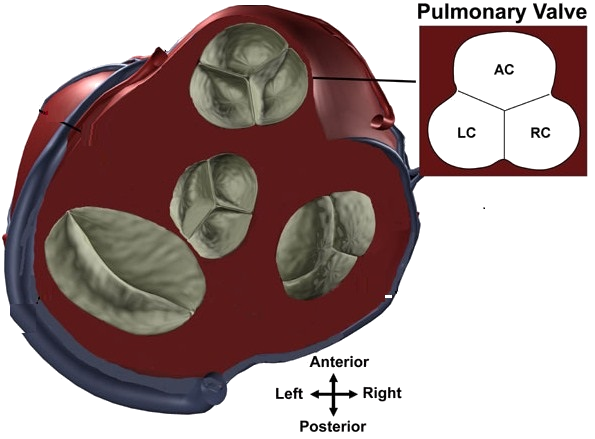 Pulmonary Valve
AC
LC RC
Anterior
Left Right
Posterior